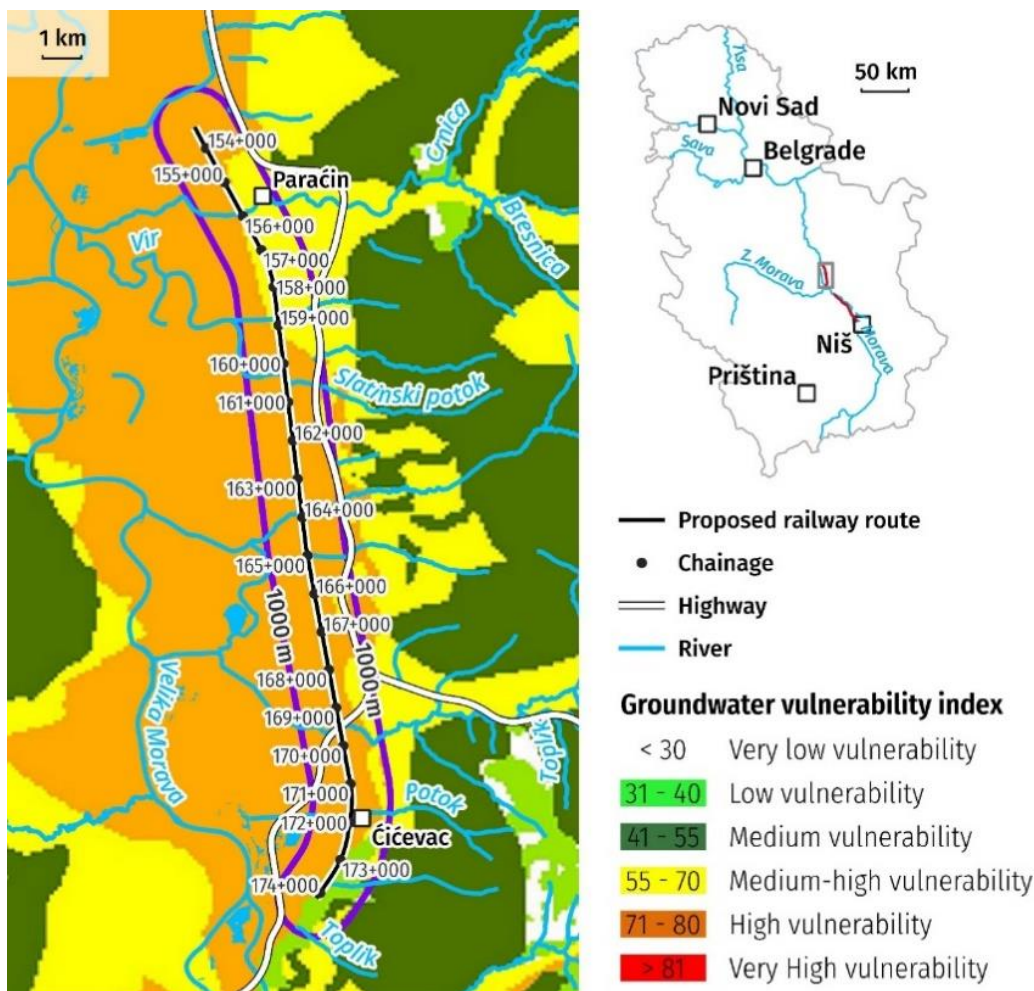 1 km
154+000
155+000
Paraćin
156+000
157+000
158+000
159+000
160+000
161+000
162+000
163+000
164+000
165+000
166+000
167+000
168+000
169+000
170+000
171+000
172+000
173+000
174+000
Ćićevac
Crnica
Bresnica
Vir
Slatinski potok
1000 m
1000 m
Velika Morava
Toplik
Potok
Toplik
50 km
Tisa
Novi Sad
Sava
Belgrade
Z. Morava
Niš
Morava
Priština
Proposed railway route
Chainage
Highway
River
Groundwater vulnerability index
< 30 Very low vulnerability
31 - 40 Low vulnerability
41 - 55 Medium vulnerability
55 - 70 Medium-high vulnerability
71 - 80 High vulnerability
> 81 Very High vulnerability